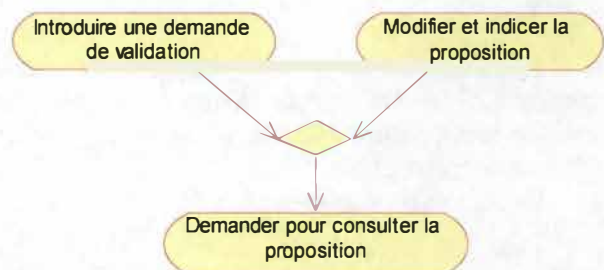 Introduire une demande
de validation
Modifier et indicer la
proposition
Demander pour consulter la
proposition